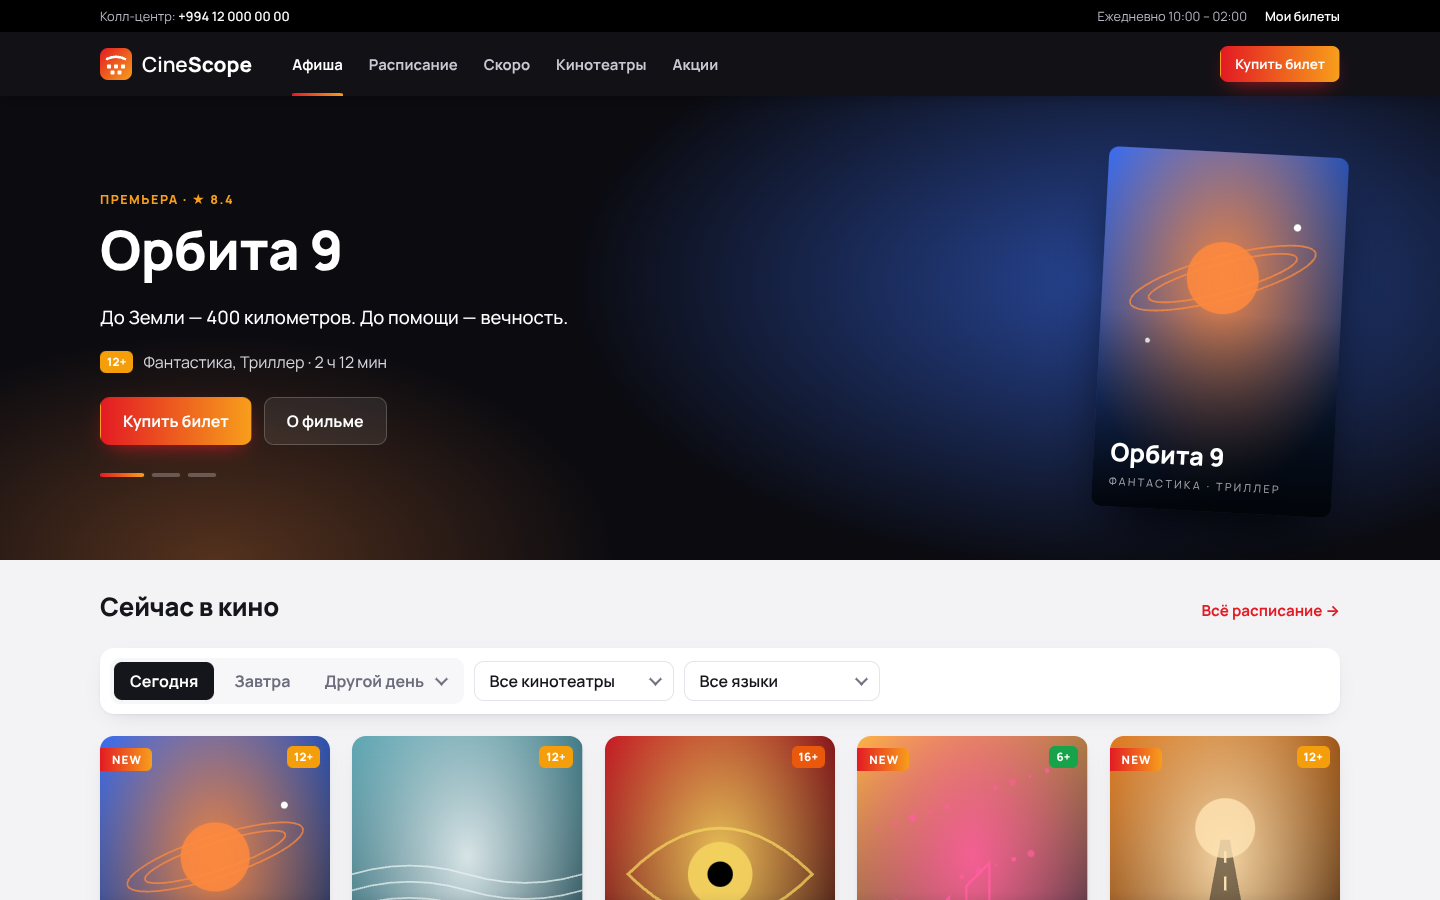 Колл-центр: +994 12 000 00 00
Ежедневно 10:00 – 02:00 Мои билеты
CineScope Афиша Расписание Скоро Кинотеатры Акции Купить билет
ПРЕМЬЕРА · ★ 8.4
Орбита 9
До Земли — 400 километров. До помощи — вечность.
12+ Фантастика, Триллер · 2 ч 12 мин
Купить билет О фильме
Орбита 9
ФАНТАСТИКА · ТРИЛЛЕР
Сейчас в кино
Всё расписание →
Сегодня Завтра Другой день Все кинотеатры Все языки
NEW 12+
12+
16+
NEW 6+
NEW 12+